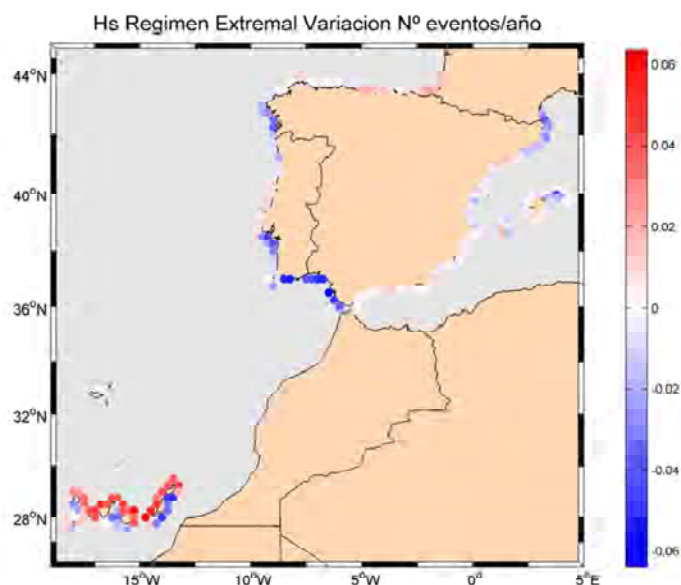 Hs Regimen Extremal Variacion Nº eventos/año
44°N
40°N
36°N
32°N
28°N
15°W
10°W
5°W
0°
5°E
0.06
0.04
0.02
0
-0.02
-0.04
-0.06